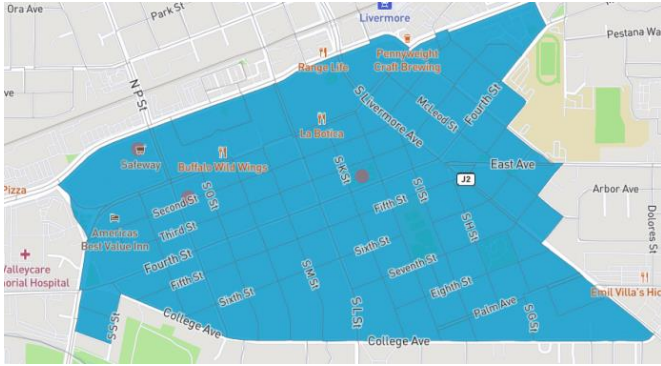 Ora Ave
Park St
Livermore
Pestana Wa
ve
Range Life
Pennyweight
Craft Brewing
N P St
S Livermore Ave
McLeod St
Fourth St
La Botica
Safeway
Buffalo Wild Wings
East Ave
J2
Pizza
S O St
S K St
S I St
Arbor Ave
Second St
Third St
Fifth St
S H St
Dolores St
Americas
Best Value Inn
Fourth St
Sixth St
Valleycare
orial Hospital
Fifth St
S M St
Seventh St
Sixth St
Eighth St
Emil Villa's Hic
S S St
College Ave
S L St
Palm Ave
S G St
College Ave